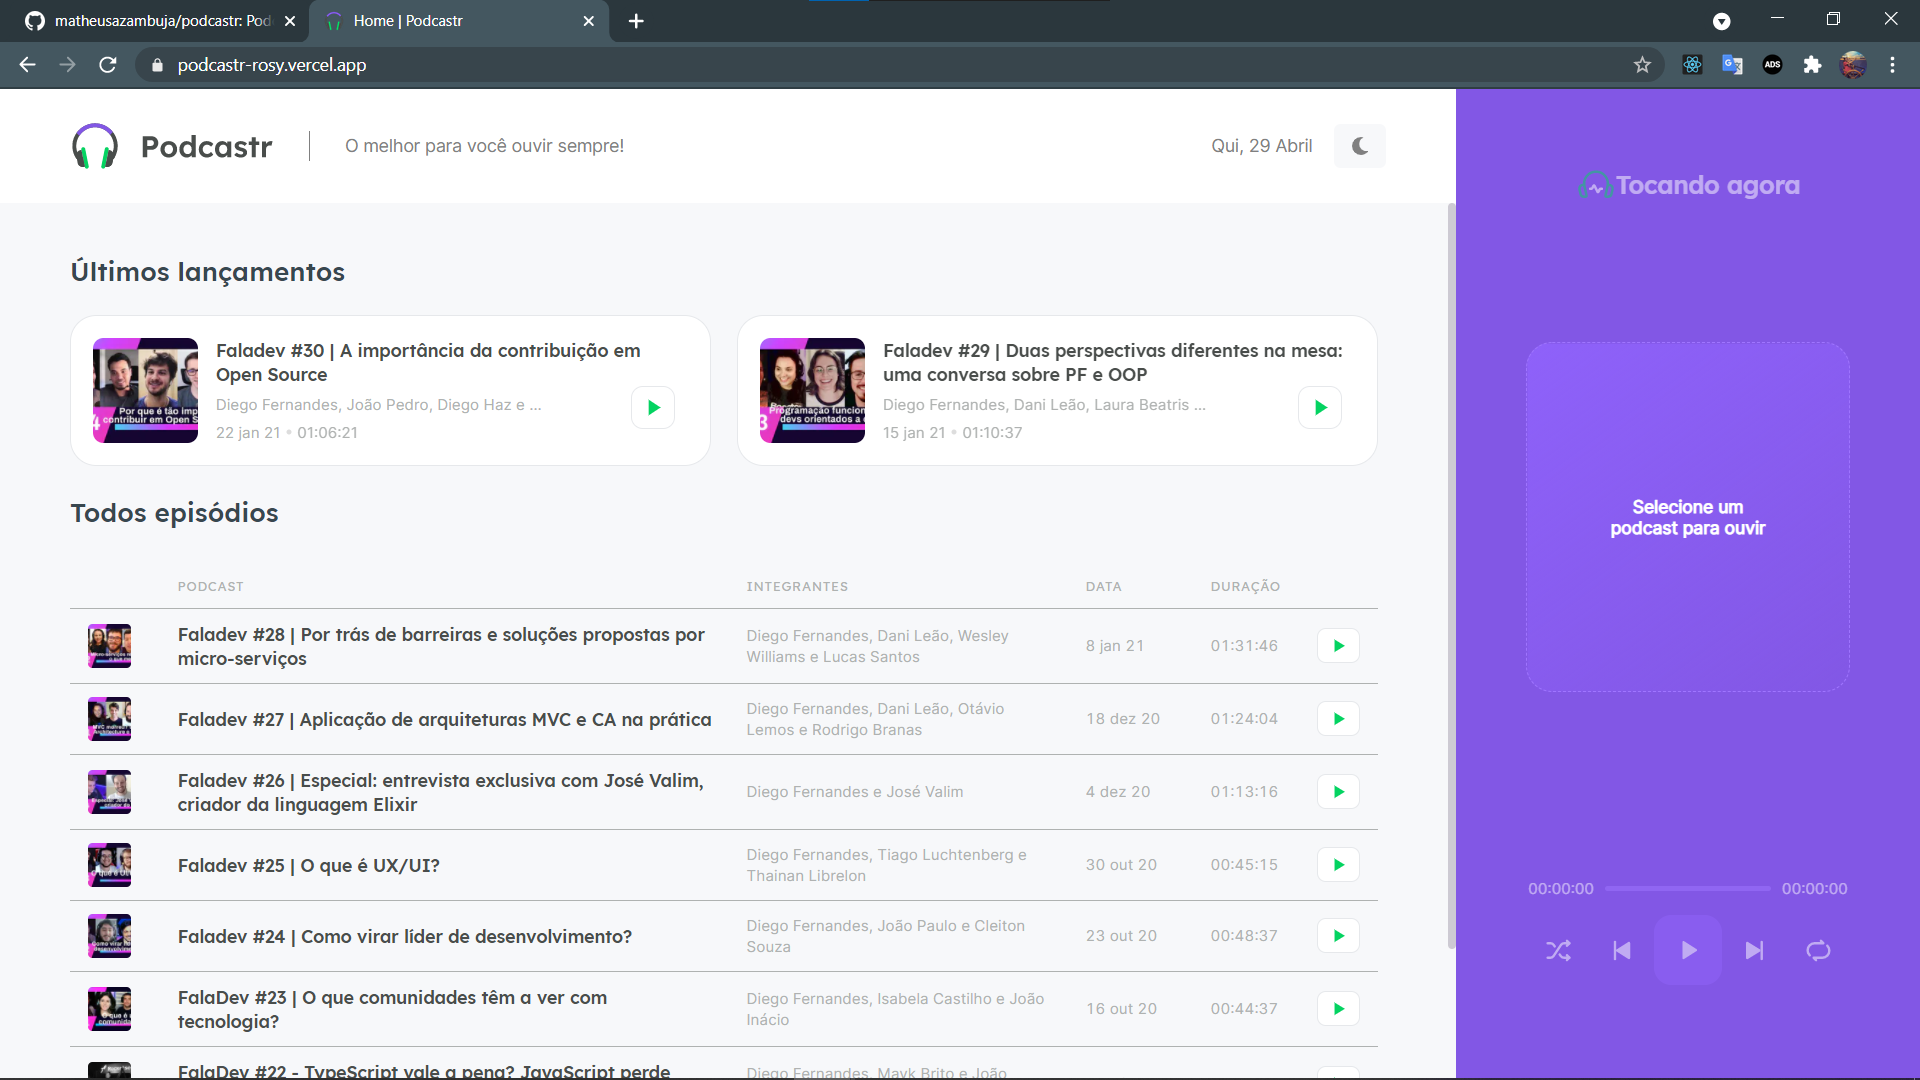 matheusazambuja/podcastr: Pod
Home | Podcastr
podcastr-rosy.vercel.app
ADS
Podcastr
O melhor para você ouvir sempre!
Qui, 29 Abril
Tocando agora
Últimos lançamentos
Faladev #30 | A importância da contribuição em
Open Source
Diego Fernandes, João Pedro, Diego Haz e ...
22 jan 21 • 01:06:21
Por que é tão imp
contribuir em Open S
Faladev #29 | Duas perspectivas diferentes na mesa:
uma conversa sobre PF e OOP
Diego Fernandes, Dani Leão, Laura Beatris ...
15 jan 21 • 01:10:37
Programação funcion
devs orientados a
Selecione um
podcast para ouvir
Todos episódios
PODCAST INTEGRANTES DATA DURAÇÃO
Faladev #28 | Por trás de barreiras e soluções propostas por
micro-serviços
Diego Fernandes, Dani Leão, Wesley
Williams e Lucas Santos
8 jan 21
01:31:46
Faladev #27 | Aplicação de arquiteturas MVC e CA na prática
Diego Fernandes, Dani Leão, Otávio
Lemos e Rodrigo Branas
18 dez 20
01:24:04
Faladev #26 | Especial: entrevista exclusiva com José Valim,
criador da linguagem Elixir
Diego Fernandes e José Valim
4 dez 20
01:13:16
Faladev #25 | O que é UX/UI?
Diego Fernandes, Tiago Luchtenberg e
Thainan Librelon
30 out 20
00:45:15
Faladev #24 | Como virar líder de desenvolvimento?
Diego Fernandes, João Paulo e Cleiton
Souza
23 out 20
00:48:37
FalaDev #23 | O que comunidades têm a ver com
tecnologia?
Diego Fernandes, Isabela Castilho e João
Inácio
16 out 20
00:44:37
FalaDev #22 - TypeScript vale a pena? JavaScript perde
Diego Fernandes, Mayk Brito e João
00:00:00 00:00:00